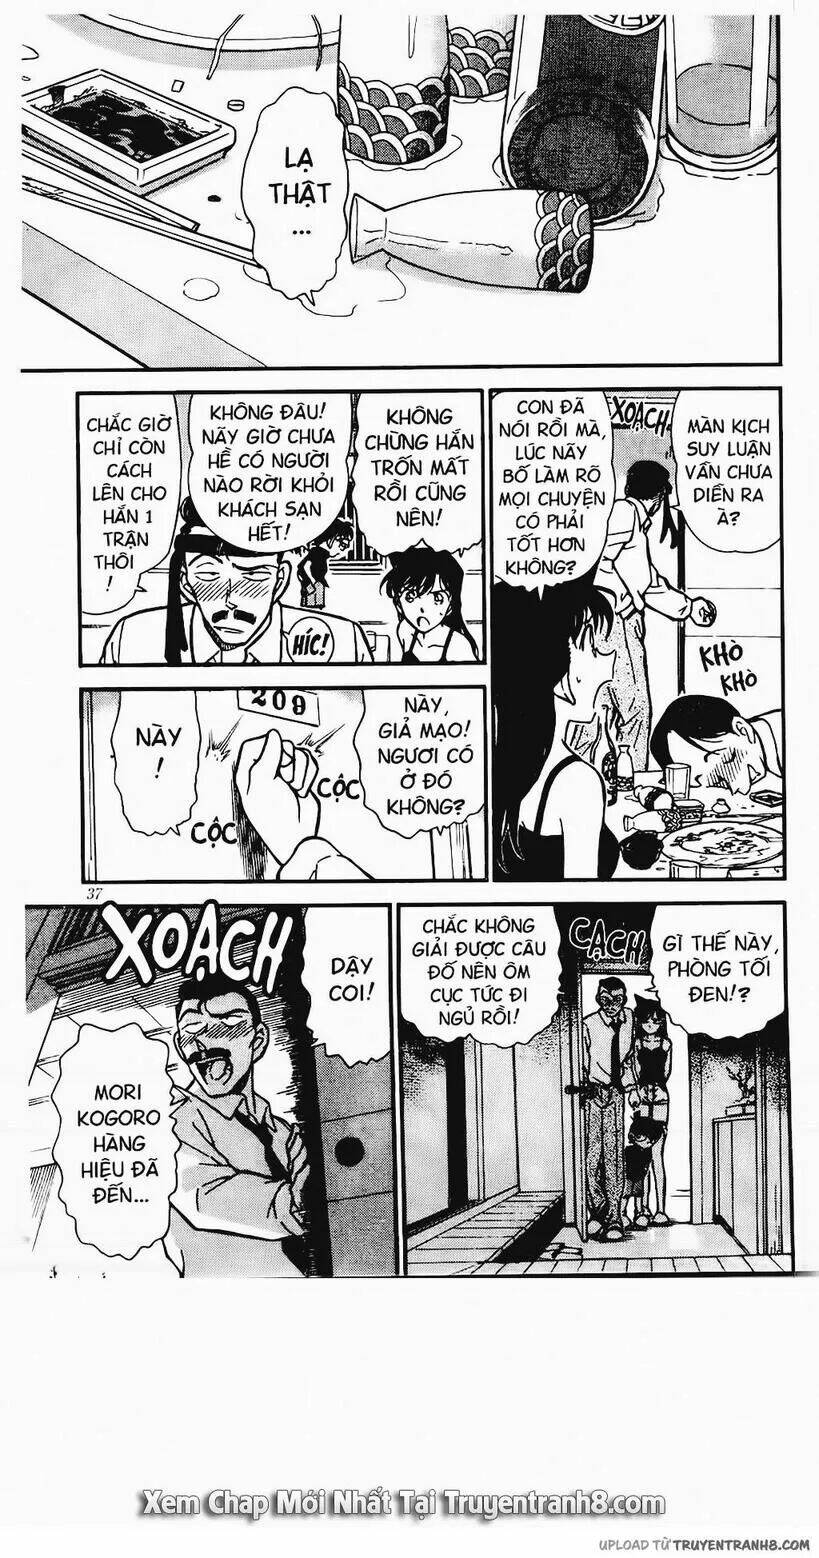 LẠ
THẬT
...
MÀN KỊCH
SUY LUẬN
VẪN CHƯA
DIỄN RA
À?
XOẠCH
CON ĐÃ
NÓI RỒI MÀ,
LÚC NÃY
BỐ LÀM RÕ
MỌI CHUYỆN
CÓ PHẢI
TỐT HƠN
KHÔNG?
KHÒ
KHÒ
KHÔNG
CHỪNG HẮN
TRỐN MẤT
RỒI CŨNG
NÊN!
KHÔNG ĐÂU!
NÃY GIỜ CHƯA
HỀ CÓ NGƯỜI
NÀO RỜI KHỎI
KHÁCH SẠN
HẾT!
CHẮC GIỜ
CHỈ CÒN
CÁCH
LÊN CHO
HẮN 1
TRẬN
THÔI
!
HÍC!
NÀY,
GIẢ MẠO!
NGƯƠI CÓ
Ở ĐÓ
KHÔNG?
209
CỘC
CỘC
NÀY
!
37
GÌ THẾ NÀY,
PHÒNG TỐI
ĐEN!?
CẠCH
CHẮC KHÔNG
GIẢI ĐƯỢC CÂU
ĐỐ NÊN ÔM
CỤC TỨC ĐI
NGỦ RỒI!
DẬY
COI!
XOẠCH
MORI
KOGORO
HÀNG
HIỆU ĐÃ
ĐẾN...
Xem Chap Mới Nhất Tại Truyentranh8.com
UPLOAD TỪ TRUYENTRANH8.COM